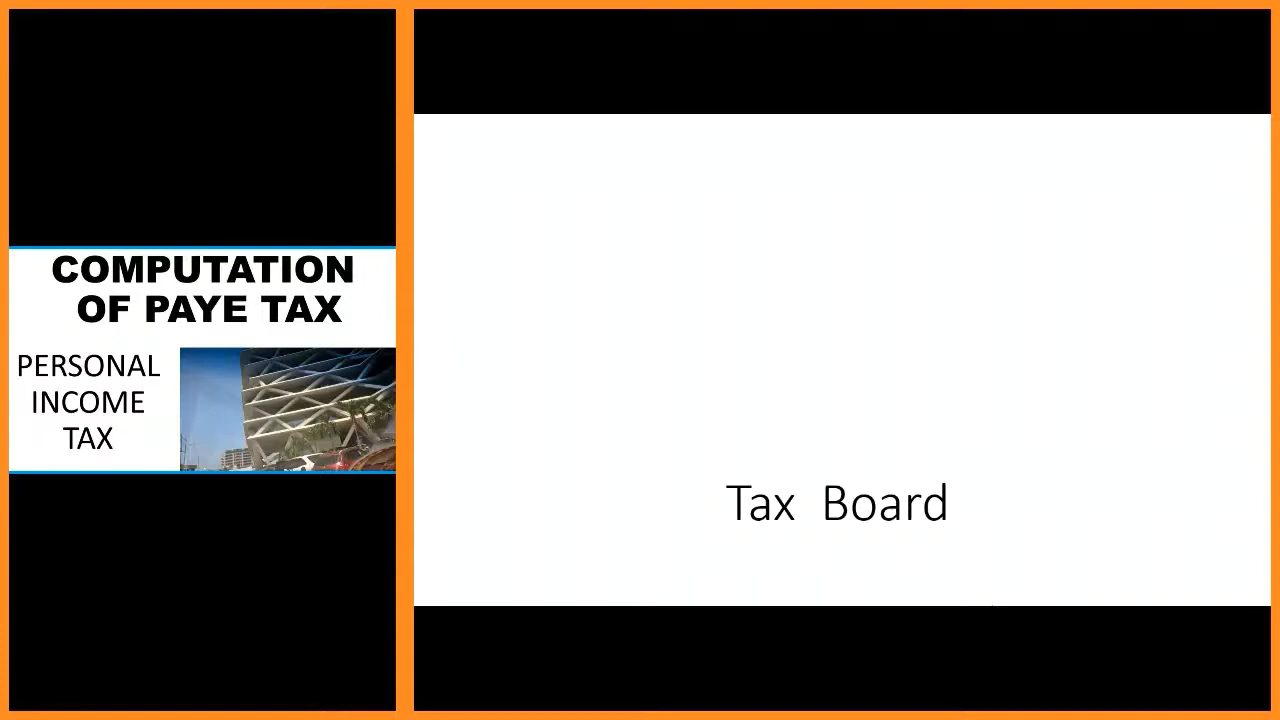 COMPUTATION
OF PAYE TAX
PERSONAL
INCOME
TAX
Tax Board